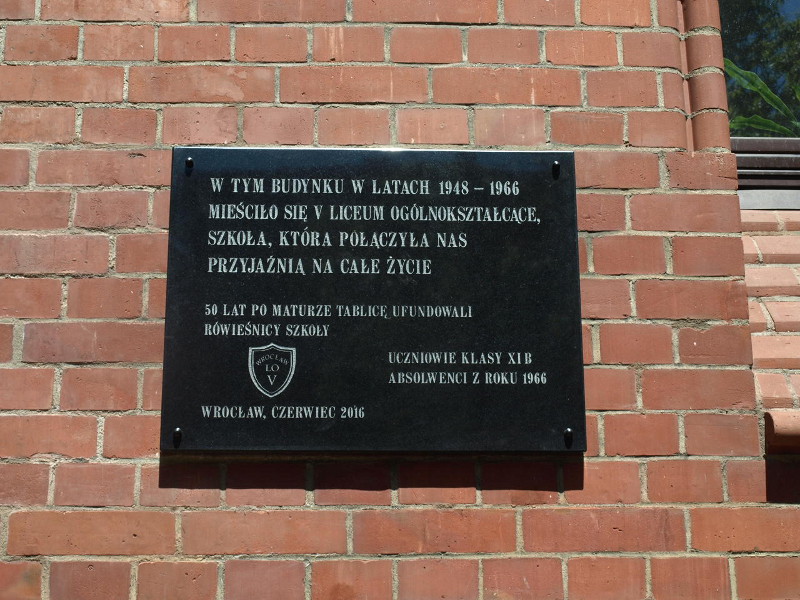 W TYM BUDYNKU W LATACH 1948 – 1966
MIEŚCIŁO SIĘ V LICEUM OGÓLNOKSZTAŁCĄCE,
SZKOŁA, KTÓRA POŁĄCZYŁA NAS
PRZYJAŹNIĄ NA CAŁE ŻYCIE
50 LAT PO MATURZE TABLICĘ UFUNDOWALI
RÓWIEŚNICY SZKOŁY
WROCŁAW
LO
V
UCZNIOWIE KLASY XI B
ABSOLWENCI Z ROKU 1966
WROCŁAW, CZERWIEC 2016